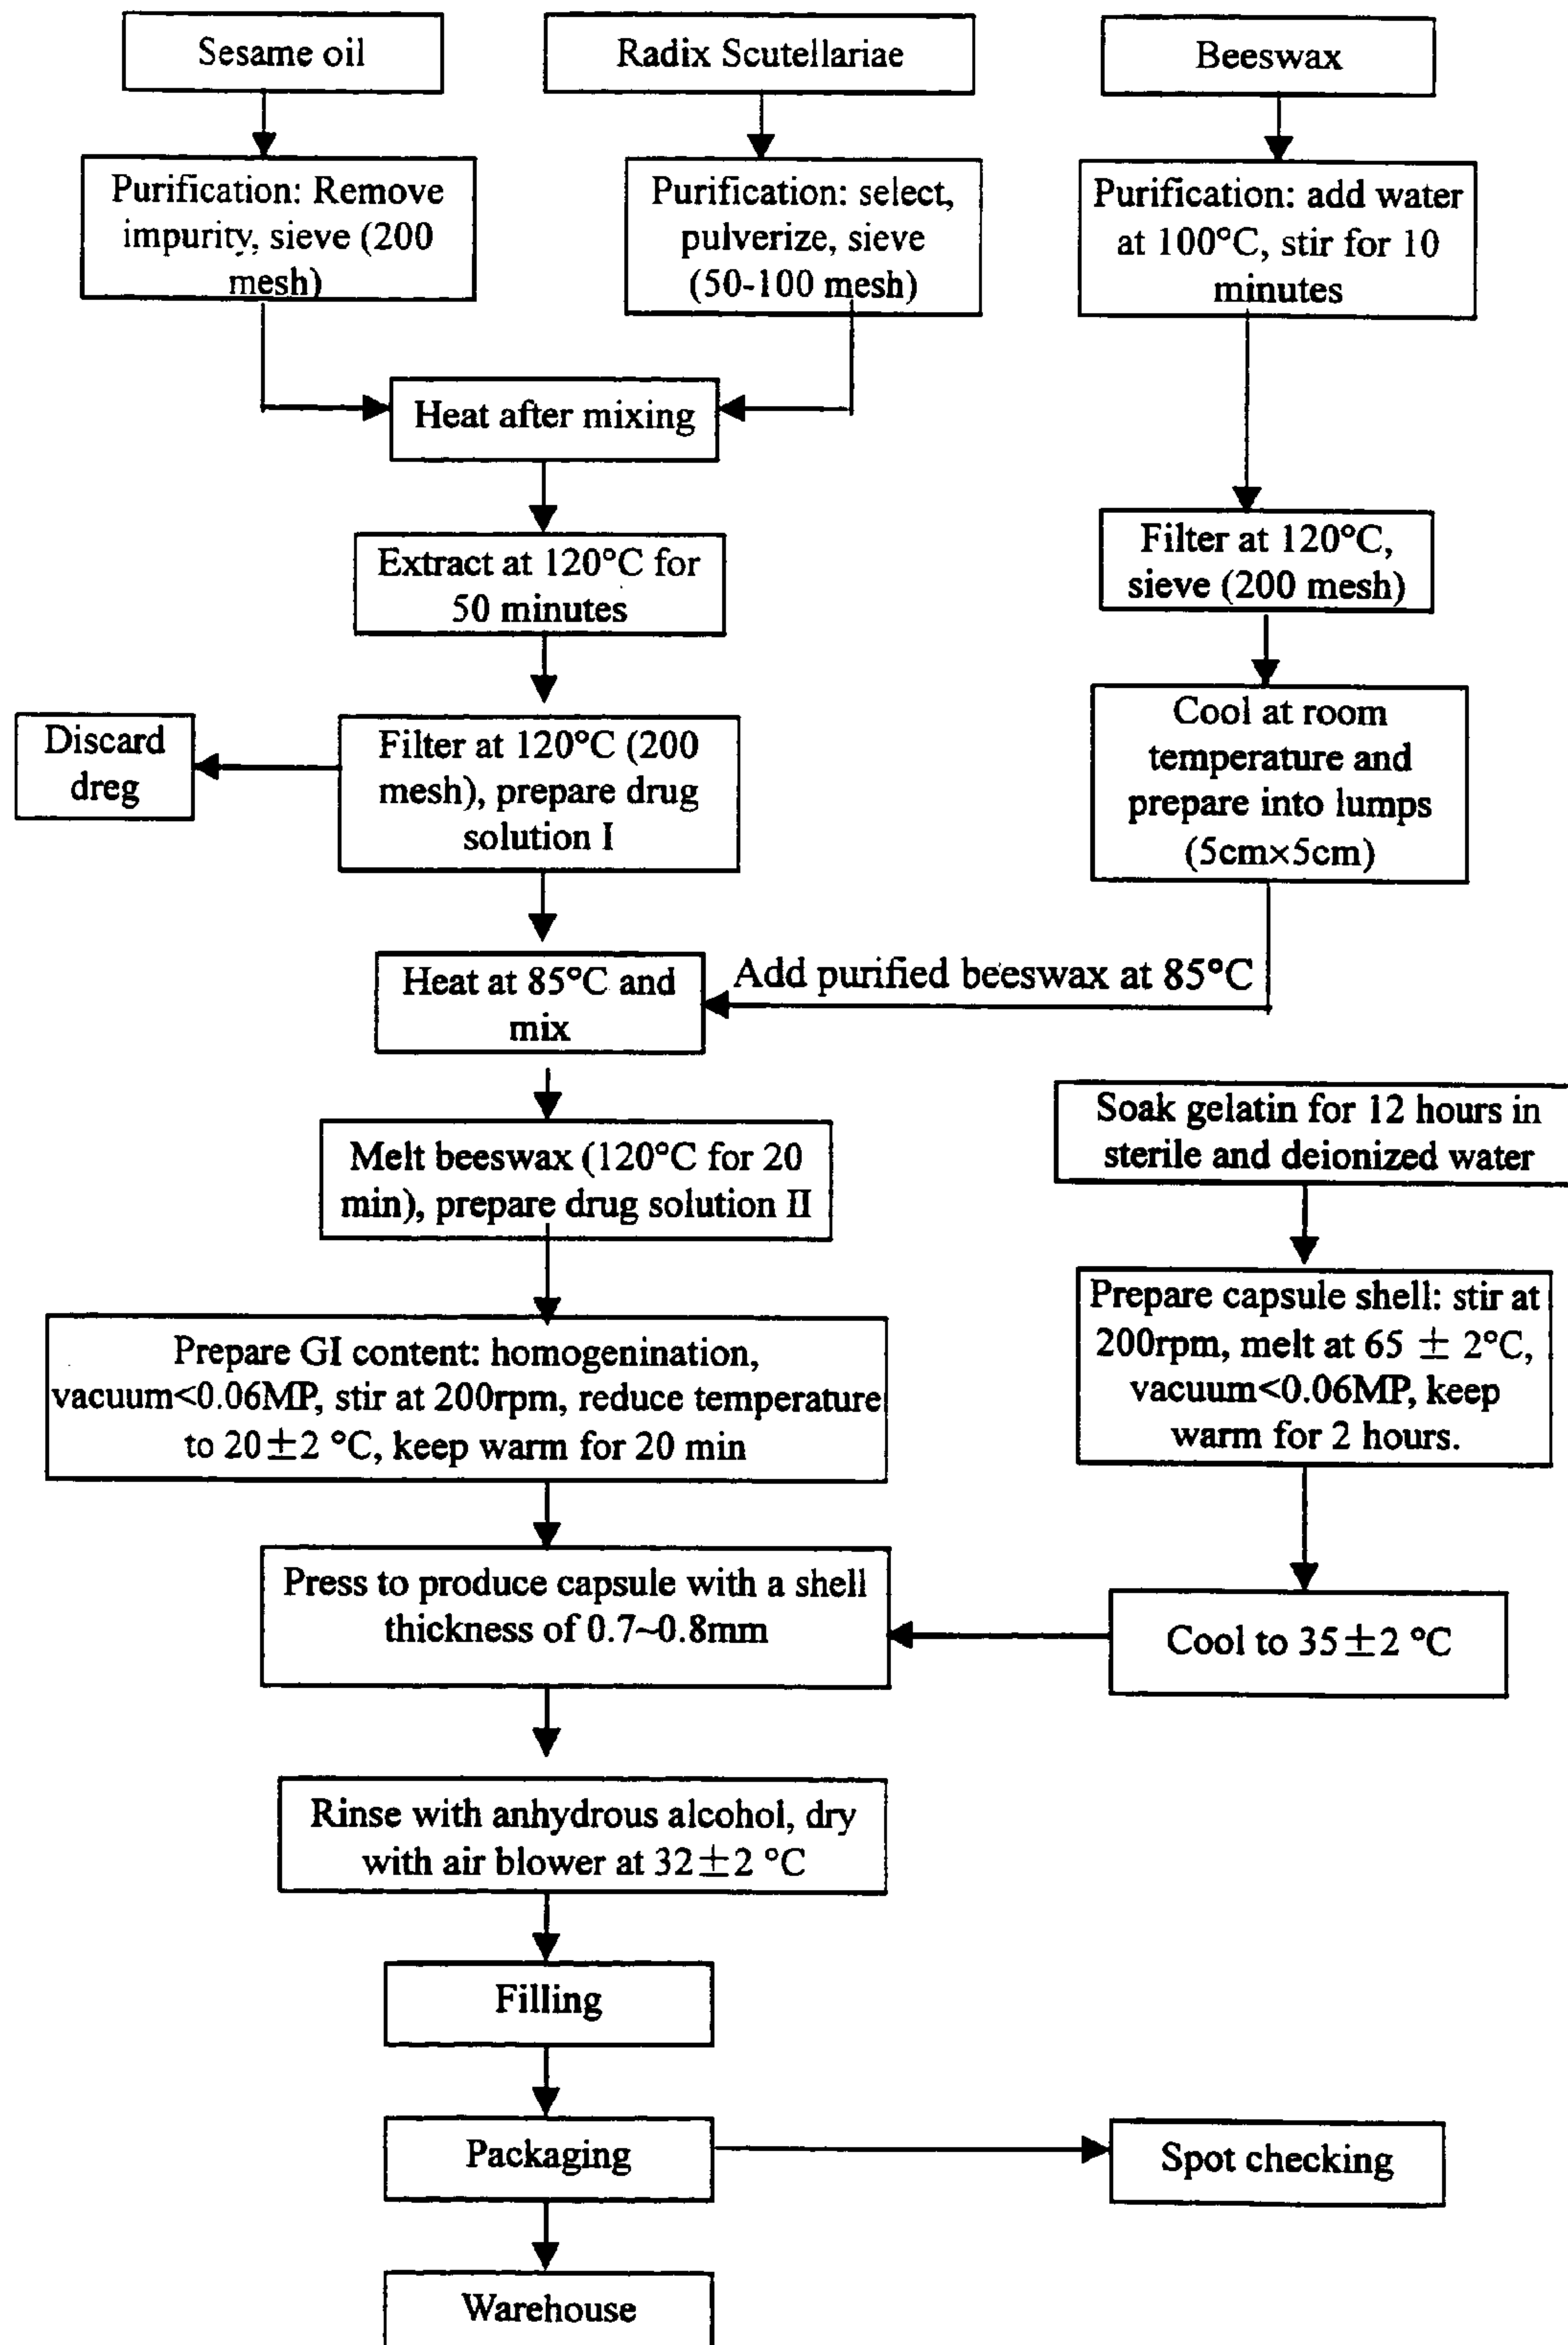 Sesame oil
Radix Scutellariae
Beeswax
Purification: Remove
impurity, sieve (200
mesh)
Purification: select,
pulverize, sieve
(50-100 mesh)
Purification: add water
at 100°C, stir for 10
minutes
Heat after mixing
Extract at 120°C for
50 minutes
Filter at 120°C,
sieve (200 mesh)
Discard
dreg
Filter at 120°C (200
mesh), prepare drug
solution I
Cool at room
temperature and
prepare into lumps
(5cm×5cm)
Heat at 85°C and
mix
Add purified beeswax at 85°C
Melt beeswax (120°C for 20
min), prepare drug solution II
Soak gelatin for 12 hours in
sterile and deionized water
Prepare GI content: homogenination,
vacuum<0.06MP, stir at 200rpm, reduce temperature
to 20±2 °C, keep warm for 20 min
Prepare capsule shell: stir at
200rpm, melt at 65 ± 2°C,
vacuum<0.06MP, keep
warm for 2 hours.
Press to produce capsule with a shell
thickness of 0.7~0.8mm
Cool to 35±2 °C
Rinse with anhydrous alcohol, dry
with air blower at 32±2 °C
Filling
Packaging
Spot checking
Warehouse